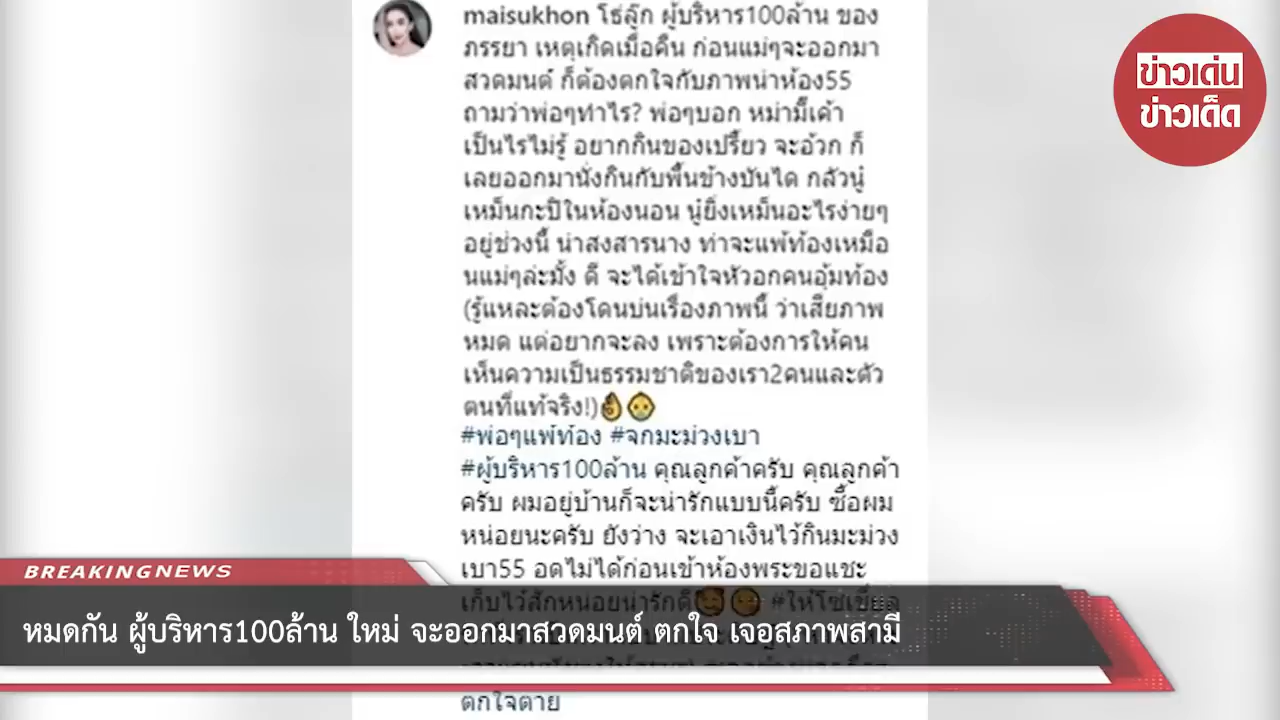 maisukhon โธ่ลู๊ก ผู้บริหาร100ล้าน ของ
ภรรยา เหตุเกิดเมื่อคืน ก่อนแม่ๆจะออกมา
สวดมนต์ ก็ต้องตกใจกับภาพน่าห้อง55
ถามว่าพ่อๆทำไร? พ่อๆบอก หม่ามี๊เค้า
เป็นไรไม่รู้ อยากกินของเปรี้ยว จะอ้วก ก็
เลยออกมานั่งกินกับพื้นข้างบันได กลัวนู๋
เหม็นกะปิในห้องนอน นู๋ยิ่งเหม็นอะไรง่ายๆ
อยู่ช่วงนี้ น่าสงสารนาง ท่าจะแพ้ท้องเหมือ
นแม่ๆล่ะมั้ง ดี จะได้เข้าใจหัวอกคนอุ้มท้อง
(รู้แหละต้องโดนบ่นเรื่องภาพนี้ ว่าเสียภาพ
หมด แต่อยากจะลง เพราะต้องการให้คน
เห็นความเป็นธรรมชาติของเรา2คนและตัว
ตนที่แท้จริง!)👌😷
#พ่อๆแพ้ท้อง #จกมะม่วงเบา
#ผู้บริหาร100ล้าน คุณลูกค้าครับ คุณลูกค้า
ครับ ผมอยู่บ้านก็จะน่ารักแบบนี้ครับ ซื้อผม
หน่อยนะครับ ยังว่าง จะเอาเงินไว้กินมะม่วง
เบา55 อดไม่ได้ก่อนเข้าห้องพระขอแชะ
เก็บไว้สักหน่อยน่ารักดี
ตกใจตาย
ข่าวเด่น
ข่าวเด็ด
BREAKINGNEWS
หมดกัน ผู้บริหาร100ล้าน ใหม่ จะออกมาสวดมนต์ ตกใจ เจอสภาพสามี